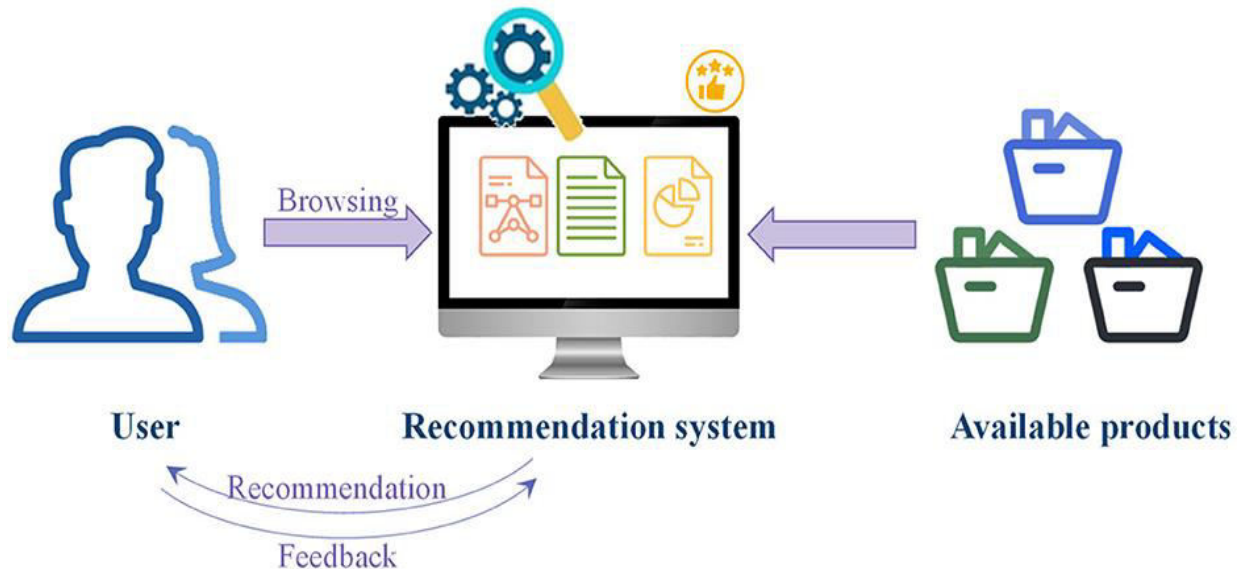 Browsing
User
Recommendation system
Available products
Recommendation
Feedback